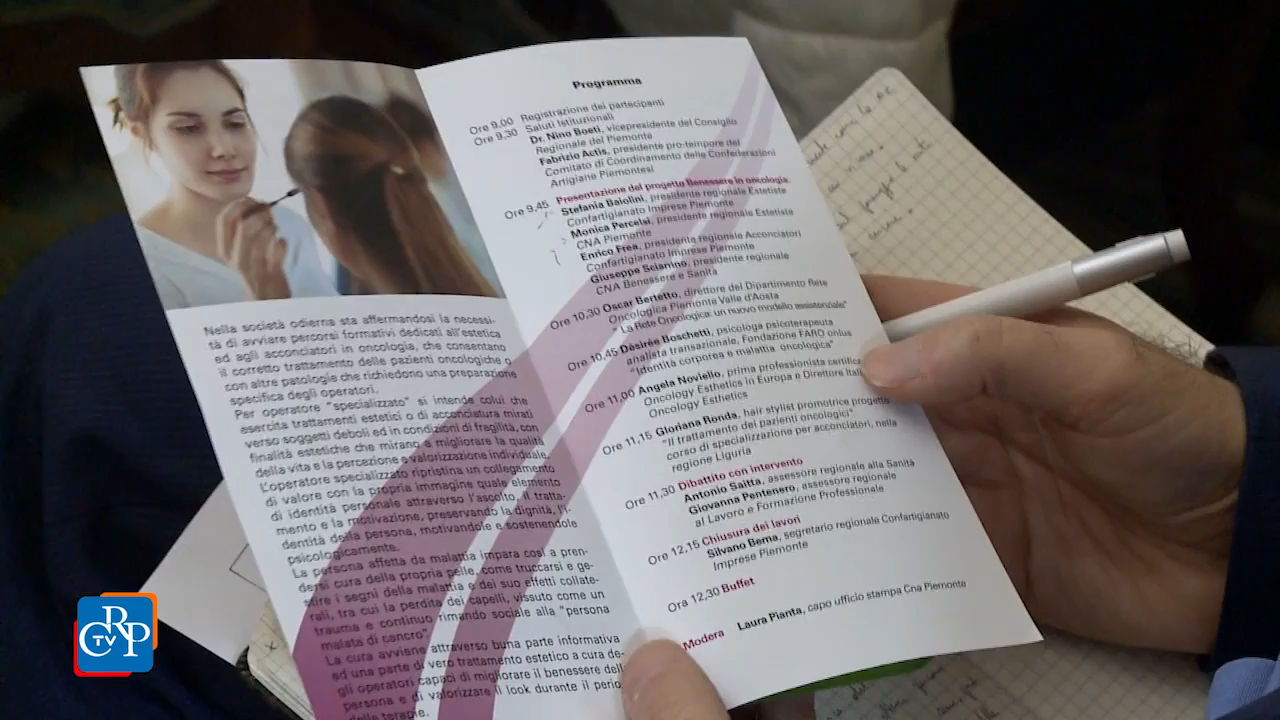 Nella società odierna sta affermandosi la necessi-
tà di avviare percorsi formativi dedicati all'estetica
ed agli acconciatori in oncologia, che consentano
il corretto trattamento delle pazienti oncologiche o
con altre patologie che richiedono una preparazione
specifica degli operatori.
Per operatore "specializzato" si intende colui che
esercita trattamenti estetici o di acconciatura mirati
verso soggetti deboli ed in condizioni di fragilità, con
finalità estetiche che mirano a migliorare la qualità
della vita e la percezione e valorizzazione individuale.
L'operatore specializzato ripristina un collegamento
di valore con la propria immagine quale elemento
di identità personale attraverso l'ascolto, il tratta-
mento e la motivazione, preservando la dignità, l'i-
dentità della persona, motivandole e sostenendole
psicologicamente.
La persona affetta da malattia impara così a pren-
dersi cura della propria pelle, come truccarsi e ge-
stire i segni della malattia e dei suo effetti collate-
rali, tra cui la perdita dei capelli, vissuto come un
trauma e continuo rimando sociale alla "persona
malata di cancro"
La cura avviene attraverso buna parte informativa
ed una parte di vero trattamento estetico a cura de-
gli operatori capaci di migliorare il benessere della
persona e di valorizzare il look durante il perio
delle terapie.
Programma
Ore 9,00 Registrazione dei partecipanti
Ore 9,30 Saluti Istituzionali
Dr. Nino Boeti, vicepresidente del Consiglio
Regionale del Piemonte
Fabrizio Actis, presidente pro-tempore del
Comitato di Coordinamento delle Confederazioni
Artigiane Piemontesi
Ore 9,45 Presentazione del progetto Benessere in oncologia:
Stefania Baiolini, presidente regionale Estetiste
Confartigianato Imprese Piemonte
Monica Percelsi, presidente regionale Estetiste
CNA Piemonte
Enrico Frea, presidente regionale Acconciatori
Confartigianato Imprese Piemonte
Giuseppe Scianino, presidente regionale
CNA Benessere e Sanità
Ore 10,30 Oscar Bertetto, direttore del Dipartimento Rete
Oncologica Piemonte Valle d'Aosta
"La Rete Oncologica: un nuovo modello assistenziale"
Ore 10,45 Dèsirèe Boschetti, psicologa psicoterapeuta
analista transazionale, Fondazione FARO onlus
"Identità corporea e malattia oncologica"
Ore 11,00 Angela Noviello, prima professionista certific
Oncology Esthetics in Europa e Direttore Itali
Oncology Esthetics
Ore 11,15 Gloriana Ronda, hair stylist promotrice progetto
"Il trattamento dei pazienti oncologici"
corso di specializzazione per acconciatori, nella
regione Liguria
Ore 11,30 Dibattito con intervento
Antonio Saitta, assessore regionale alla Sanità
Giovanna Pentenero, assessore regionale
al Lavoro e Formazione Professionale
Ore 12,15 Chiusura dei lavori
Silvano Berna, segretario regionale Confartigianato
Imprese Piemonte
Ora 12,30 Buffet
Modera Laura Pianta, capo ufficio stampa Cna Piemonte
CRP
TV